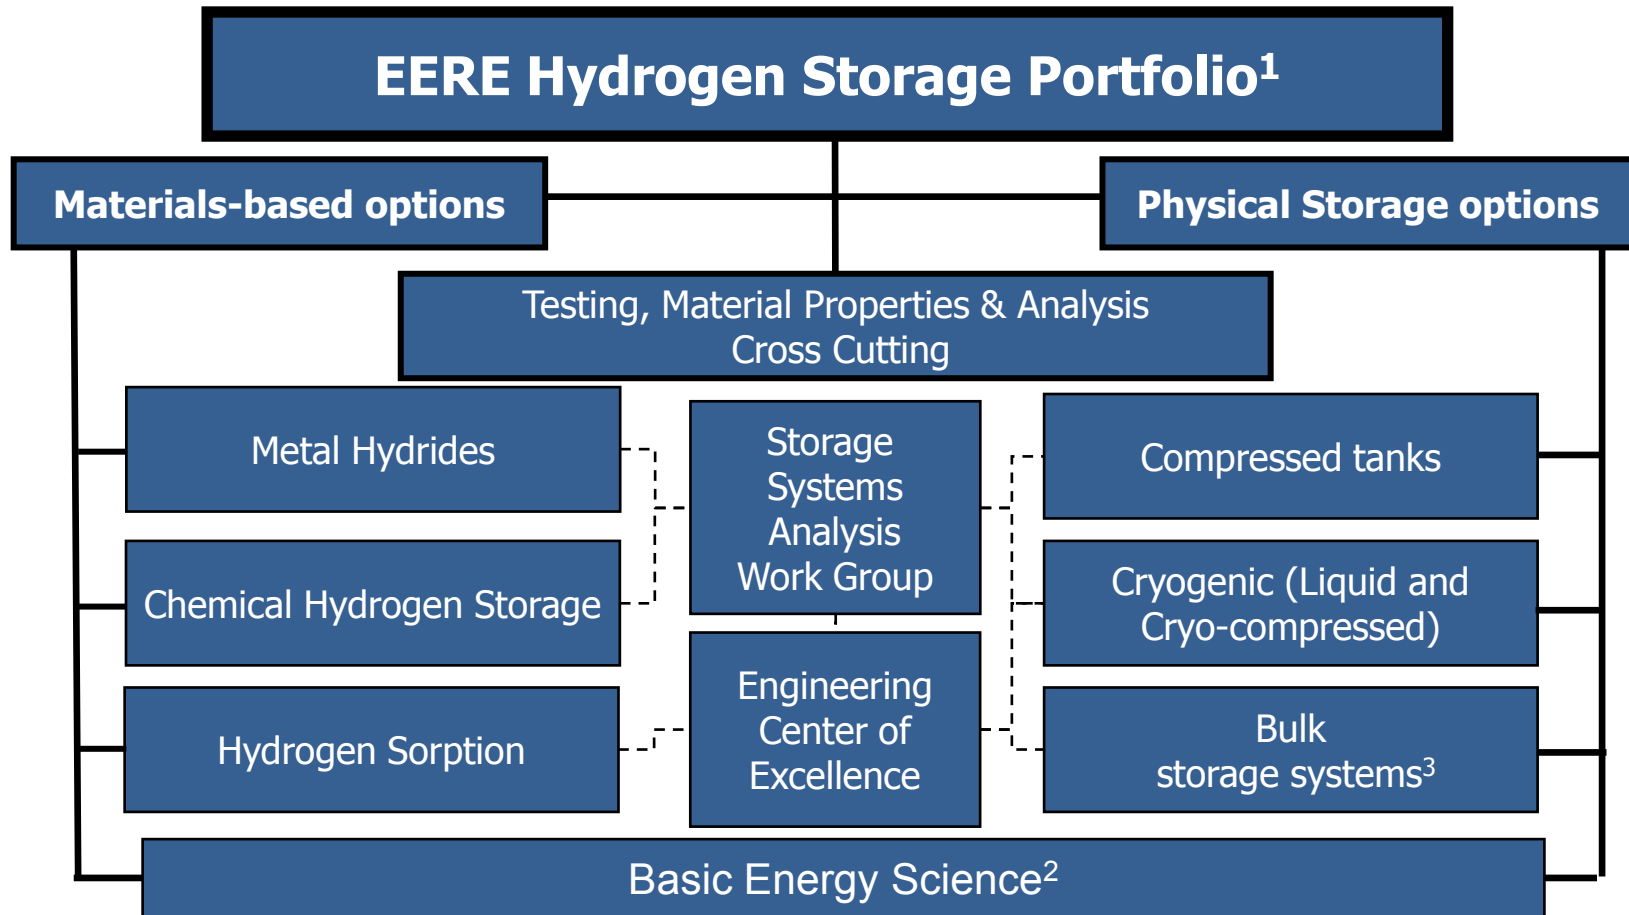 EERE Hydrogen Storage Portfolio¹
Materials-based options
Physical Storage options
Testing, Material Properties & Analysis
Cross Cutting
Metal Hydrides
Chemical Hydrogen Storage
Hydrogen Sorption
Storage
Systems
Analysis
Work Group
Engineering
Center of
Excellence
Compressed tanks
Cryogenic (Liquid and
Cryo-compressed)
Bulk
storage systems³
Basic Energy Science²